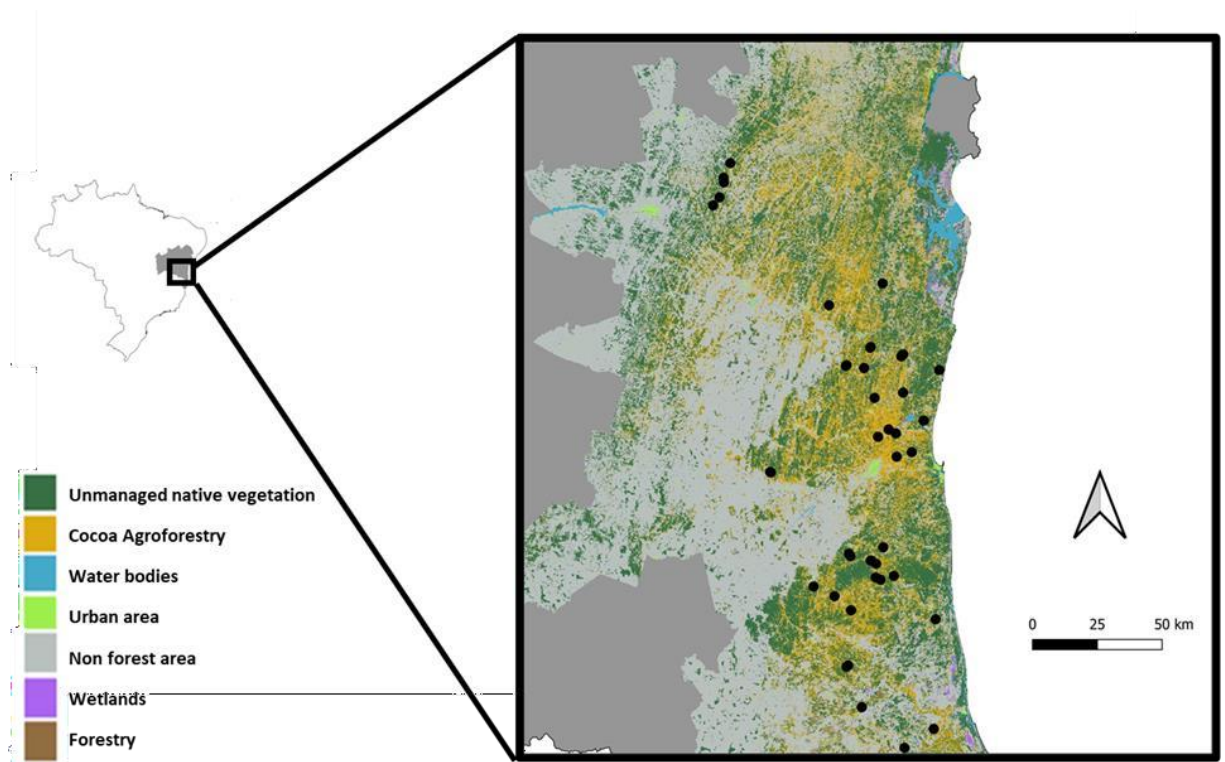 Unmanaged native vegetation
Cocoa Agroforestry
Water bodies
Urban area
Non forest area
Wetlands
Forestry
0 25 50 km